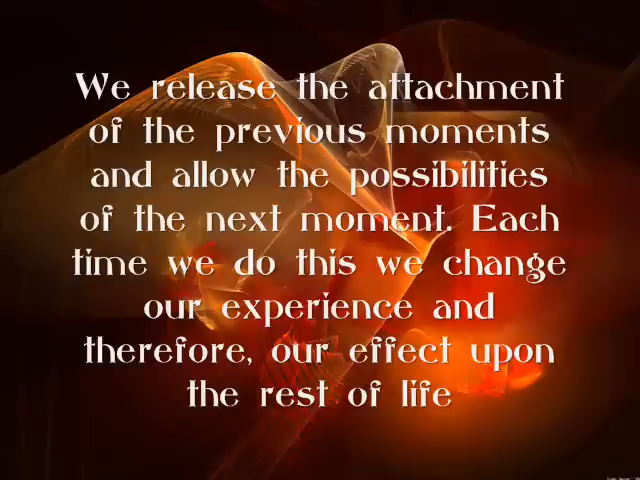 We release the attachment
of the previous moments
and allow the possibilities
of the next moment. Each
time we do this we change
our experience and
therefore, our effect upon
the rest of life